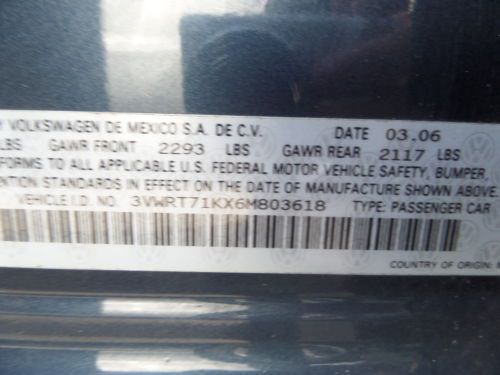 VOLKSWAGEN DE MEXICO S.A. DE C.V. DATE 03.06
LBS GAWR FRONT 2293 LBS GAWR REAR 2117 LBS
FORMS TO ALL APPLICABLE U.S. FEDERAL MOTOR VEHICLE SAFETY, BUMPER,
ENTION STANDARDS IN EFFECT ON THE DATE OF MANUFACTURE SHOWN ABOVE.
VEHICLE I.D. NO. 3VWRT71KX6M803618 TYPE: PASSENGER CAR
COUNTRY OF ORIGIN: